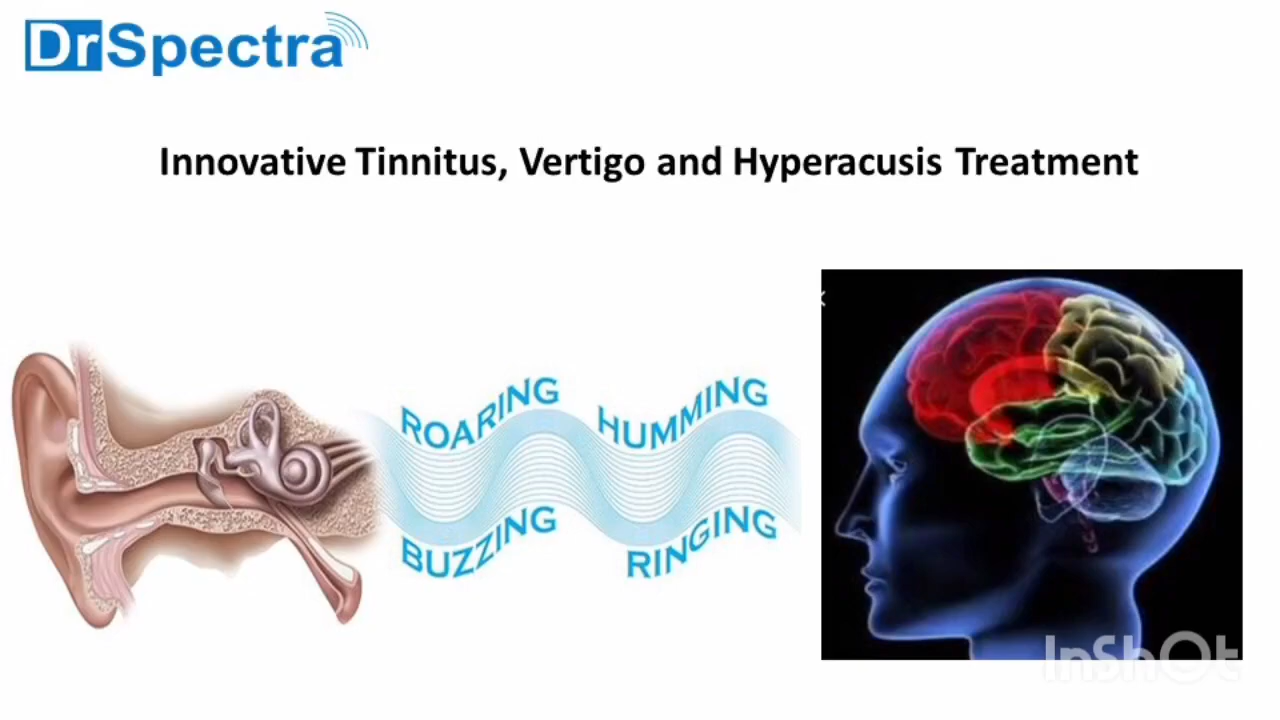 DrSpectra
Innovative Tinnitus, Vertigo and Hyperacusis Treatment
ROARING HUMMING
BUZZING RINGING
InShOt